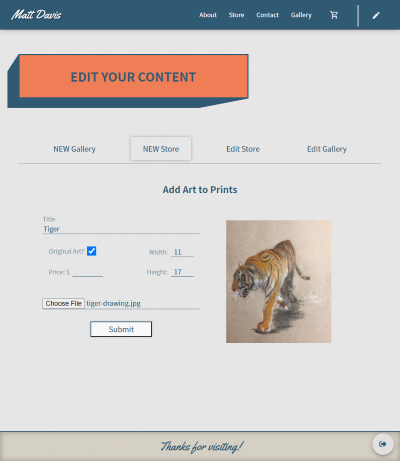 Matt Davis
About Store Contact Gallery
EDIT YOUR CONTENT
NEW Gallery NEW Store Edit Store Edit Gallery
Add Art to Prints
Title
Tiger
Original Art? Width: 11
Price: $ Height: 17
Choose File tiger-drawing.jpg
Submit
Thanks for visiting!